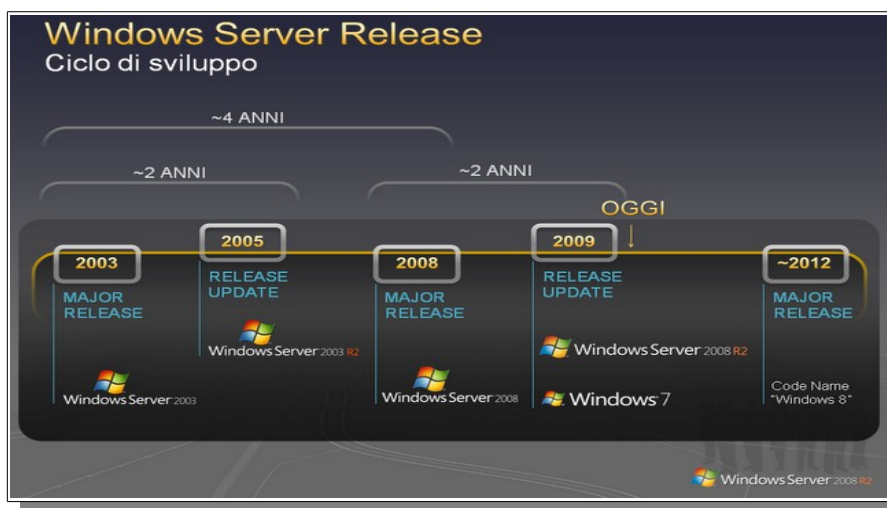 Windows Server Release
Ciclo di sviluppo
~4 ANNI
~2 ANNI
~2 ANNI
OGGI
2003
MAJOR
RELEASE
Windows Server 2003
2005
RELEASE
UPDATE
Windows Server 2003 R2
2008
MAJOR
RELEASE
Windows Server 2008
2009
RELEASE
UPDATE
Windows Server 2008 R2
Windows 7
~2012
MAJOR
RELEASE
Code Name
"Windows 8"
Windows Server 2008 R2